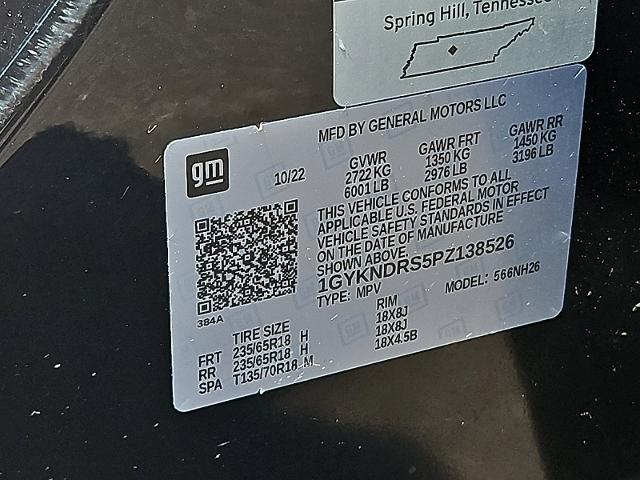 Spring Hill, Tennessee
MFD BY GENERAL MOTORS LLC
gm
10/22
GVWR GAWR FRT GAWR RR
2722 KG 1350 KG 1450 KG
6001 LB 2976 LB 3196 LB
THIS VEHICLE CONFORMS TO ALL
APPLICABLE U.S. FEDERAL MOTOR
VEHICLE SAFETY STANDARDS IN EFFECT
ON THE DATE OF MANUFACTURE
SHOWN ABOVE.
1GYKNDRS5PZ138526
TYPE: MPV MODEL: 566NH26
384A
TIRE SIZE RIM
FRT 235/65R18 H 18X8J
RR 235/65R18 H 18X8J
SPA T135/70R18 M 18X4.5B